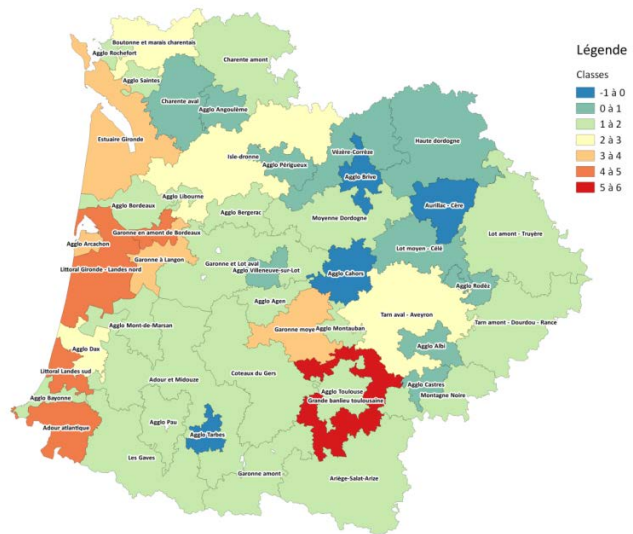 Boutonne et marais charentais
Agglo Rochefort
Charente amont
Agglo Saintes
Charente aval
Agglo Angoulême
Estuaire Gironde
Haute dordogne
Vézère-Corrèze
Isle-dronne
Agglo Périgueux
Agglo Brive
Agglo Libourne
Agglo Bordeaux
Aurillac - Cère
Agglo Bergerac
Moyenne Dordogne
Garonne en amont de Bordeaux
Lot amont - Truyère
Agglo Arcachon
Lot moyen - Célé
Garonne à Langon
Garonne et Lot aval
Littoral Gironde - Landes nord
Agglo Villeneuve-sur-Lot
Agglo Cahors
Agglo Rodès
Agglo Agen
Tarn aval - Aveyron
Tarn amont - Dourdou - Rance
Agglo Mont-de-Marsan
Garonne moye
Agglo Montauban
Agglo Dax
Agglo Albi
Littoral Landes sud
Coteaux du Gers
Adour et Midouze
Agglo Castres
Agglo Toulouse
Montagne Noire
Agglo Bayonne
Grande banlieu toulousaine
Adour atlantique
Agglo Pau
Agglo Tarbes
Les Gaves
Garonne amont
Ariège-Salat-Arize
Légende
Classes
-1 à 0
0 à 1
1 à 2
2 à 3
3 à 4
4 à 5
5 à 6